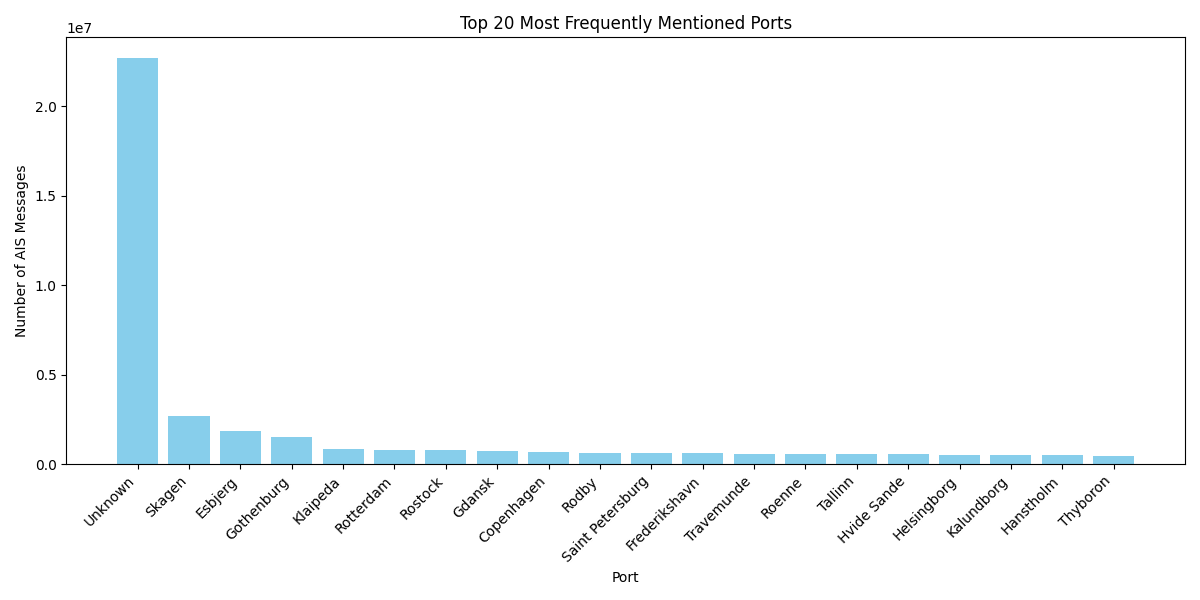 Top 20 Most Frequently Mentioned Ports
1e7
2.0
1.5
1.0
0.5
0.0
Number of AIS Messages
Unknown
Skagen
Esbjerg
Gothenburg
Klaipeda
Rotterdam
Rostock
Gdansk
Copenhagen
Rodby
Saint Petersburg
Frederikshavn
Travemunde
Roenne
Tallinn
Hvide Sande
Helsingborg
Kalundborg
Hanstholm
Thyboron
Port